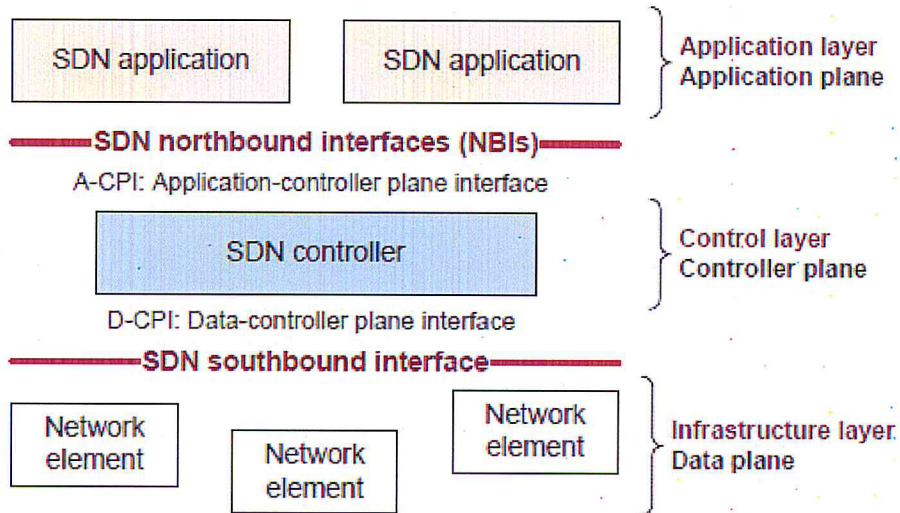 SDN application
SDN application
Application layer
Application plane
SDN northbound interfaces (NBIs)
A-CPI: Application-controller plane interface
SDN controller
Control layer
Controller plane
D-CPI: Data-controller plane interface
SDN southbound interface
Network
element
Network
element
Network
element
Infrastructure layer
Data plane